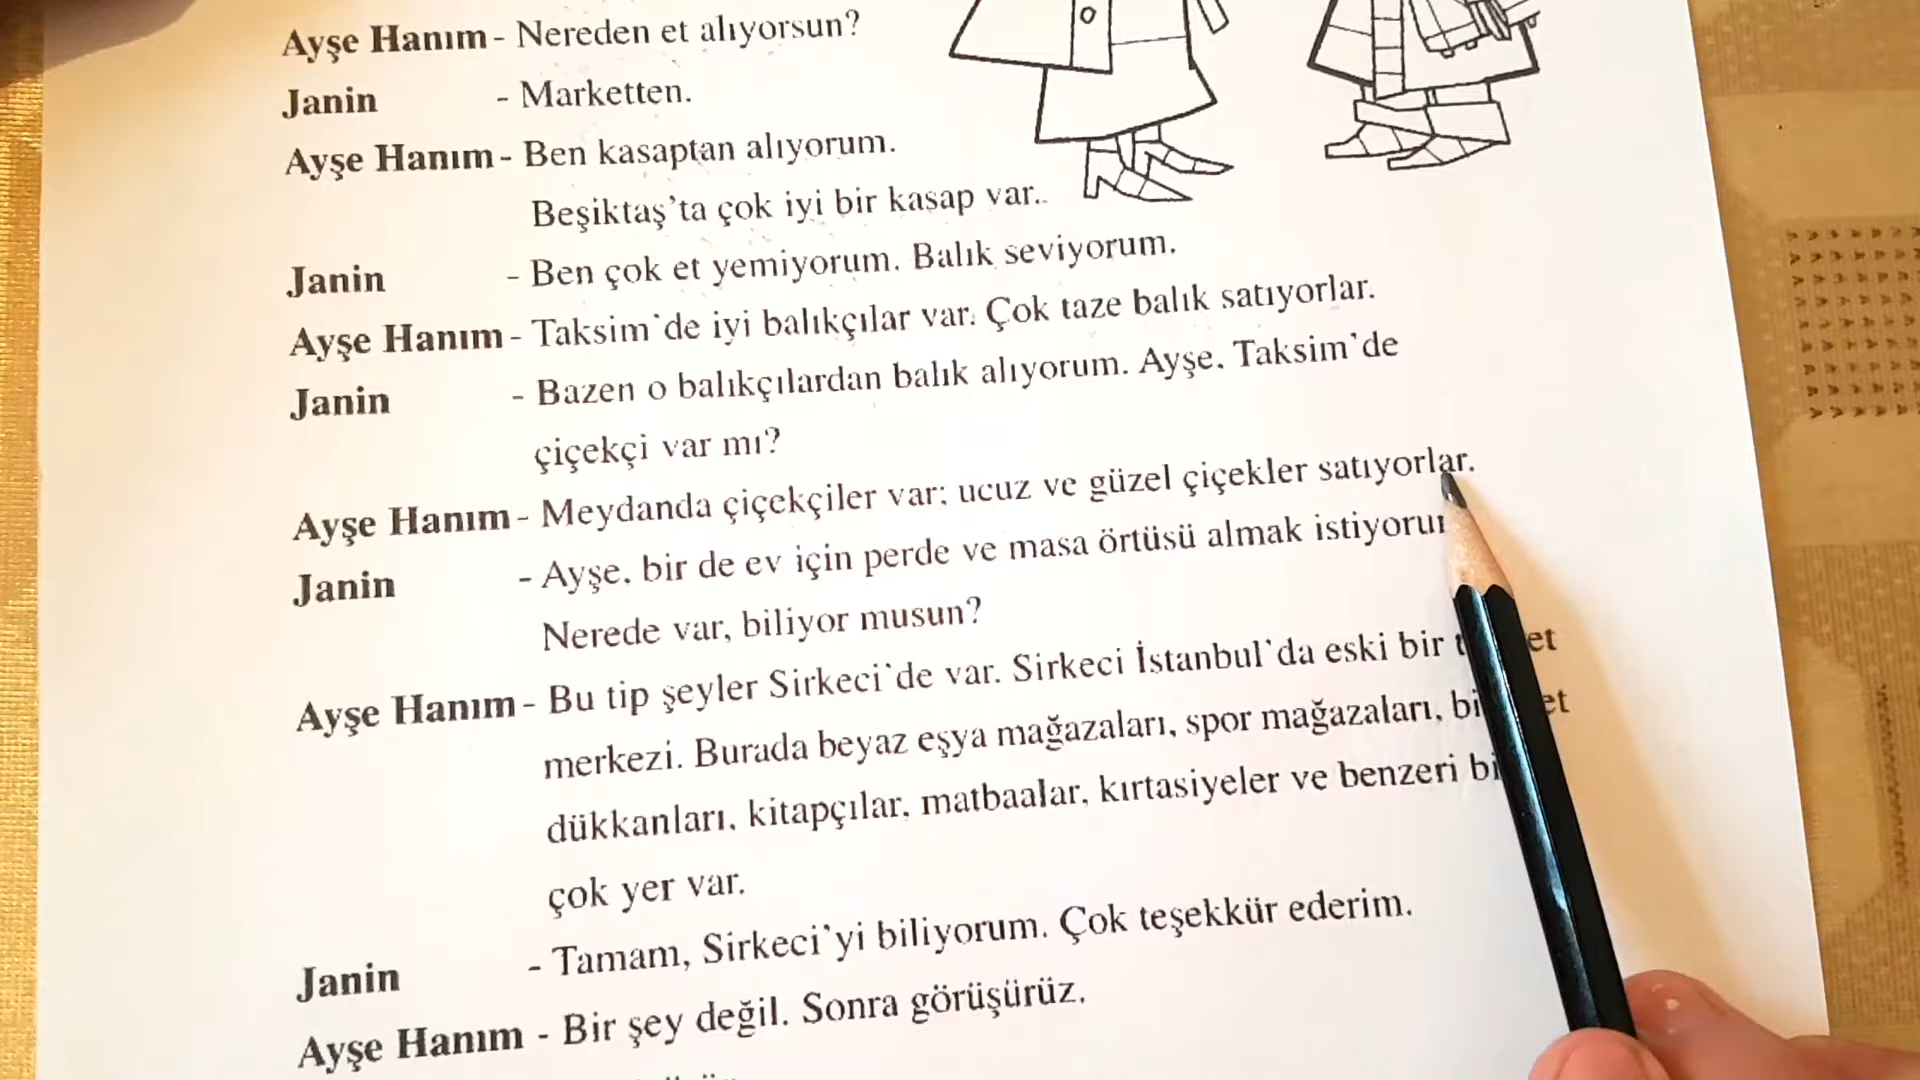 Ayşe Hanım - Nereden et alıyorsun?
Janin - Marketten.
Ayşe Hanım - Ben kasaptan alıyorum.
Beşiktaş'ta çok iyi bir kasap var.
Janin - Ben çok et yemiyorum. Balık seviyorum.
Ayşe Hanım - Taksim'de iyi balıkçılar var. Çok taze balık satıyorlar.
Janin - Bazen o balıkçılardan balık alıyorum. Ayşe, Taksim'de
çiçekçi var mı?
Ayşe Hanım - Meydanda çiçekçiler var; ucuz ve güzel çiçekler satıyorlar.
Janin - Ayşe, bir de ev için perde ve masa örtüsü almak
Nerede var, biliyor musun?
Ayşe Hanım - Bu tip şeyler Sirkeci'de var. Sirkeci İstanbul'da eski bir
merkezi. Burada beyaz eşya mağazaları, spor mağazaları,
dükkanları, kitapçılar, matbaalar, kırtasiyeler ve benzeri
çok yer var.
Janin - Tamam, Sirkeci'yi biliyorum. Çok teşekkür ederim.
Ayşe Hanım - Bir şey değil. Sonra görüşürüz.